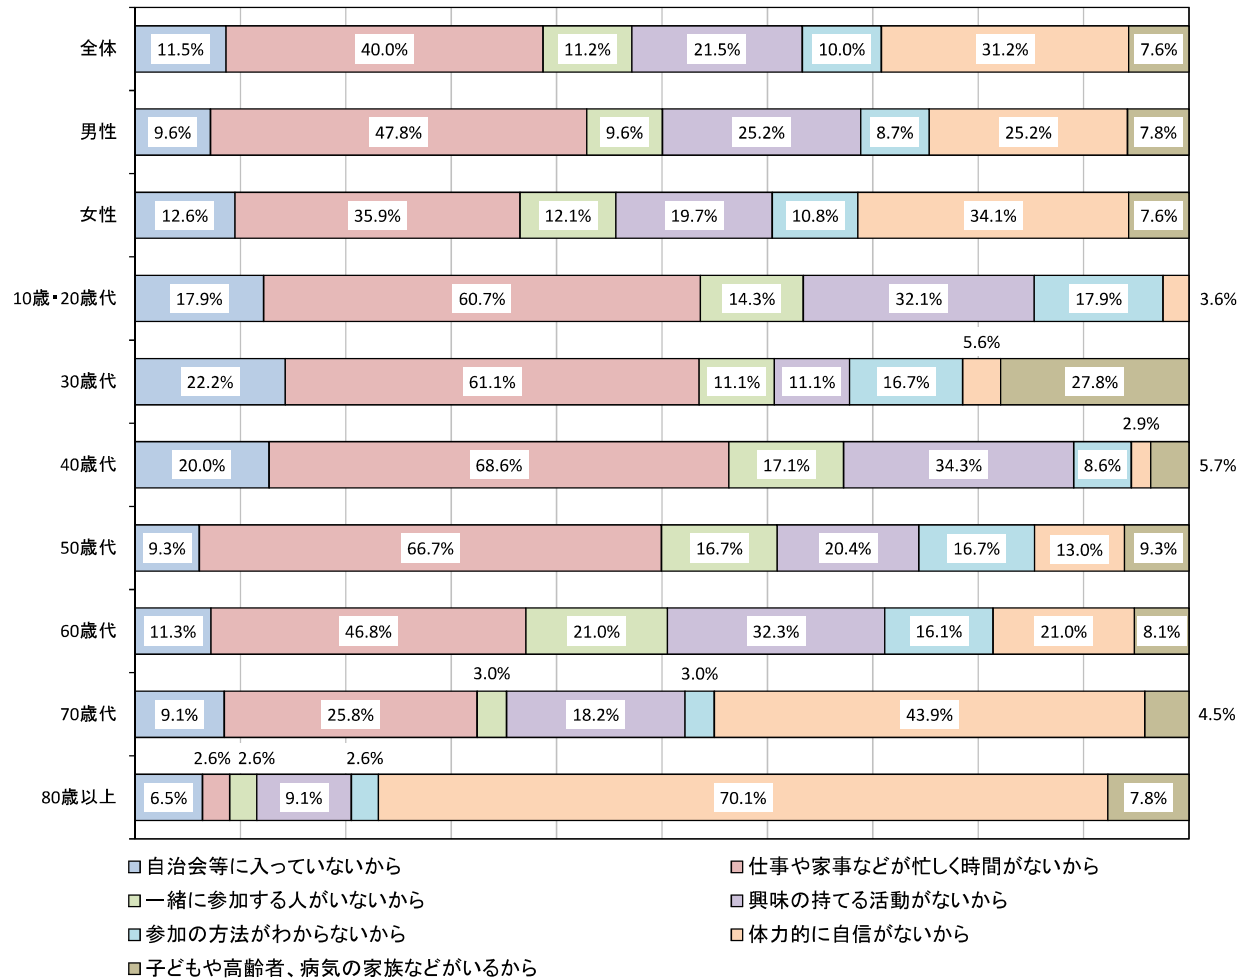 全体 11.5% 40.0% 11.2% 21.5% 10.0% 31.2% 7.6%
男性 9.6% 47.8% 9.6% 25.2% 8.7% 25.2% 7.8%
女性 12.6% 35.9% 12.1% 19.7% 10.8% 34.1% 7.6%
10歳・20歳代 17.9% 60.7% 14.3% 32.1% 17.9% 3.6%
5.6%
30歳代 22.2% 61.1% 11.1% 11.1% 16.7% 27.8%
2.9%
40歳代 20.0% 68.6% 17.1% 34.3% 8.6% 5.7%
50歳代 9.3% 66.7% 16.7% 20.4% 16.7% 13.0% 9.3%
60歳代 11.3% 46.8% 21.0% 32.3% 16.1% 21.0% 8.1%
3.0% 3.0%
70歳代 9.1% 25.8% 18.2% 43.9% 4.5%
2.6% 2.6% 2.6%
80歳以上 6.5% 9.1% 70.1% 7.8%
自治会等に入っていないから 仕事や家事などが忙しく時間がないから
一緒に参加する人がいないから 興味の持てる活動がないから
参加の方法がわからないから 体力的に自信がないから
子どもや高齢者、病気の家族などがいるから